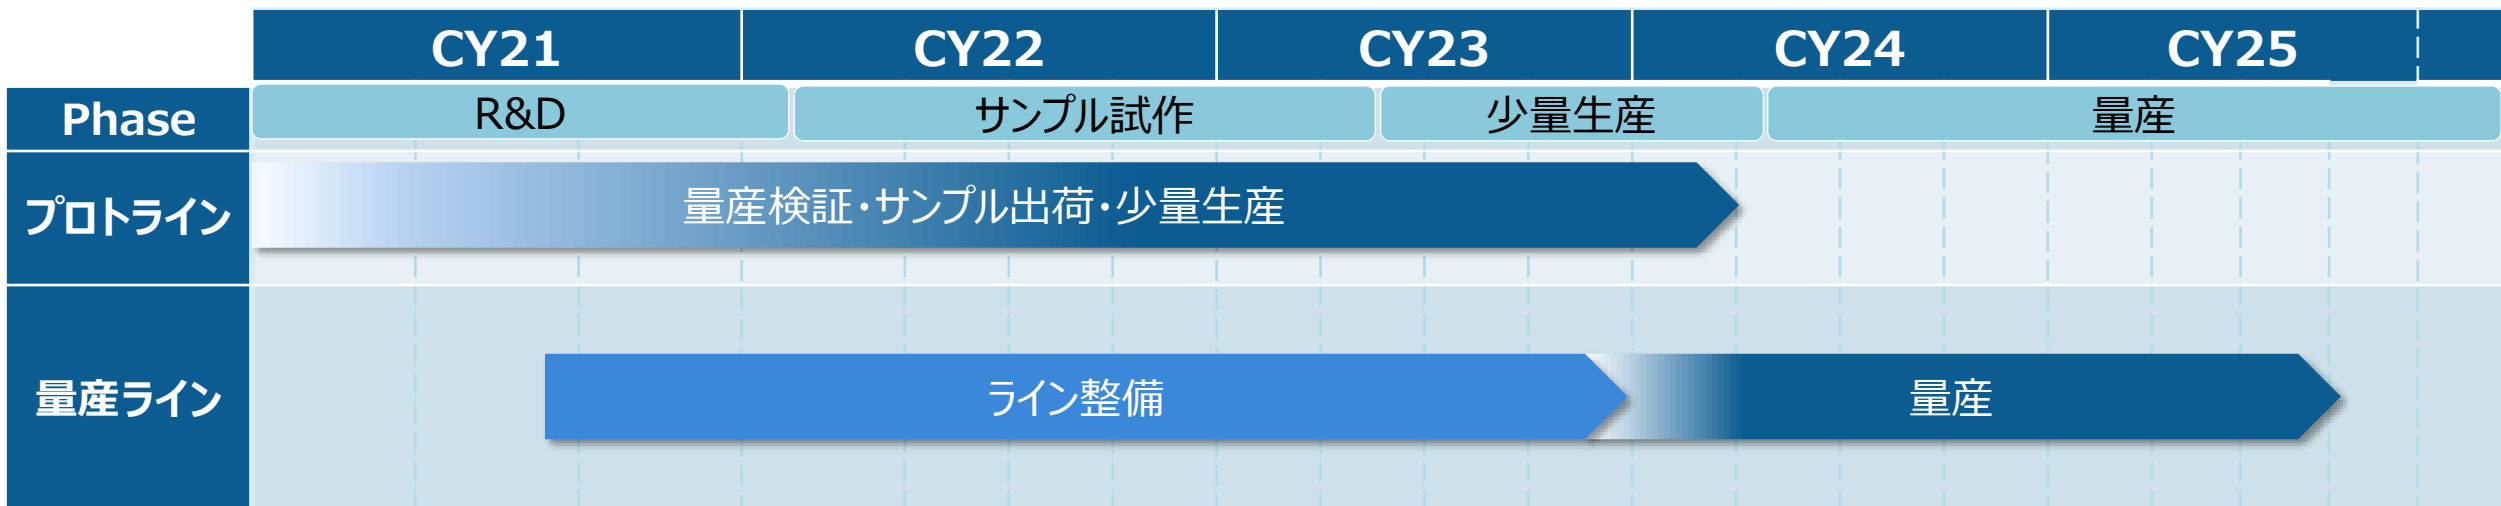 CY21 CY22 CY23 CY24 CY25
Phase R&D サンプル試作 少量生産 量産
プロトライン 量産検証・サンプル出荷・少量生産
量産ライン ライン整備 量産